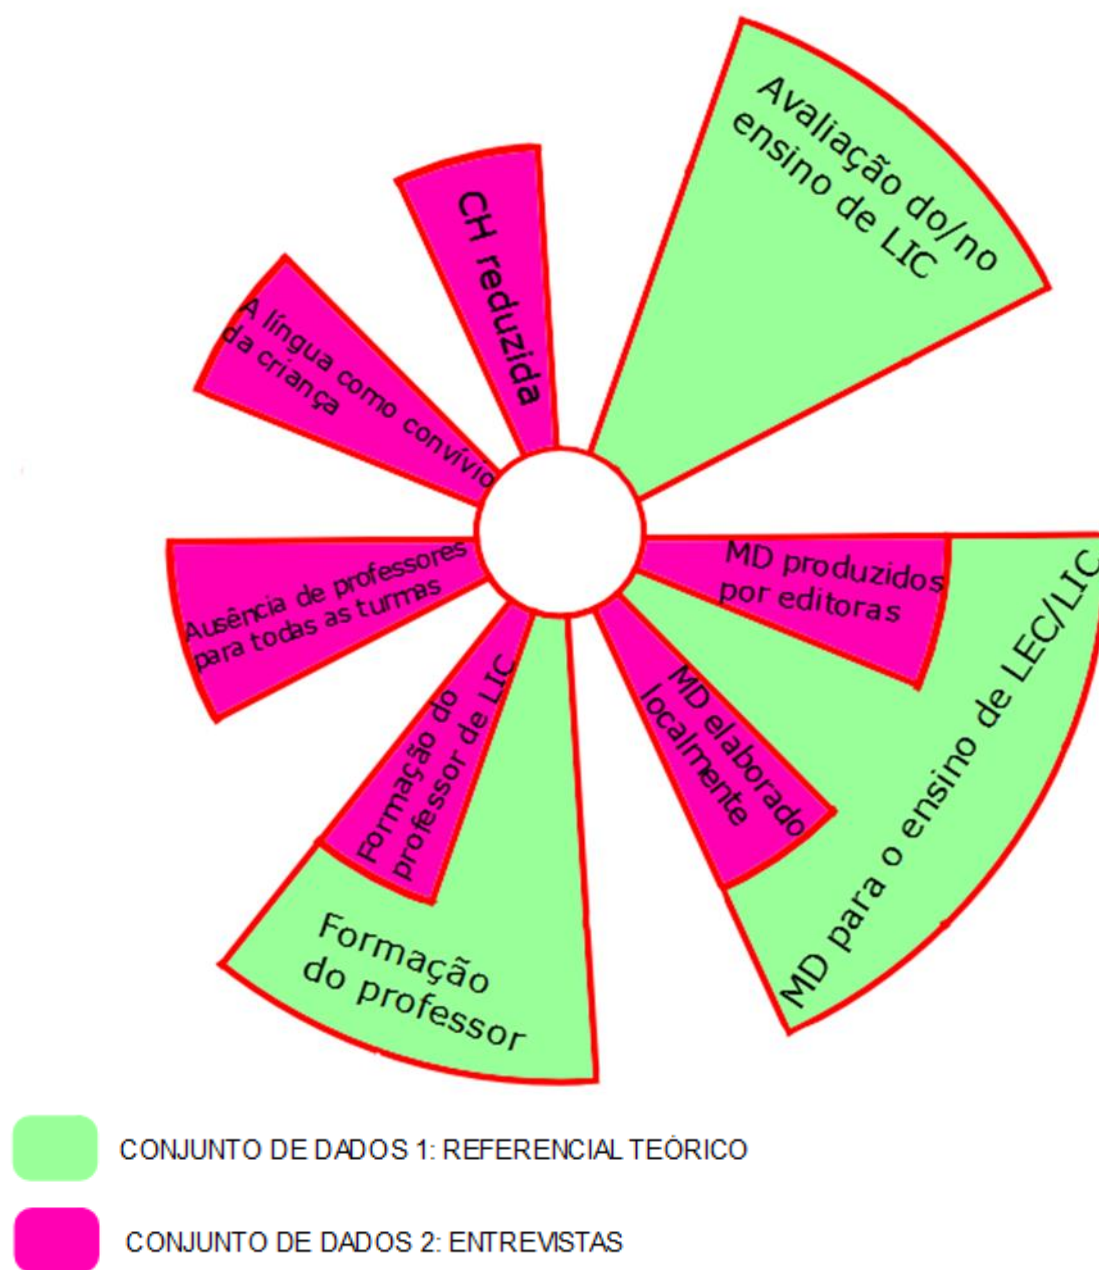 Avaliação do/no
ensino de LIC
CH reduzida
A língua como convívio
da criança
Ausência de professores
para todas as turmas
Formação do
professor de LIC
Formação
do professor
MD elaborado
localmente
MD produzidos
por editoras
MD para o ensino de LEC/LIC
CONJUNTO DE DADOS 1: REFERENCIAL TEÓRICO
CONJUNTO DE DADOS 2: ENTREVISTAS